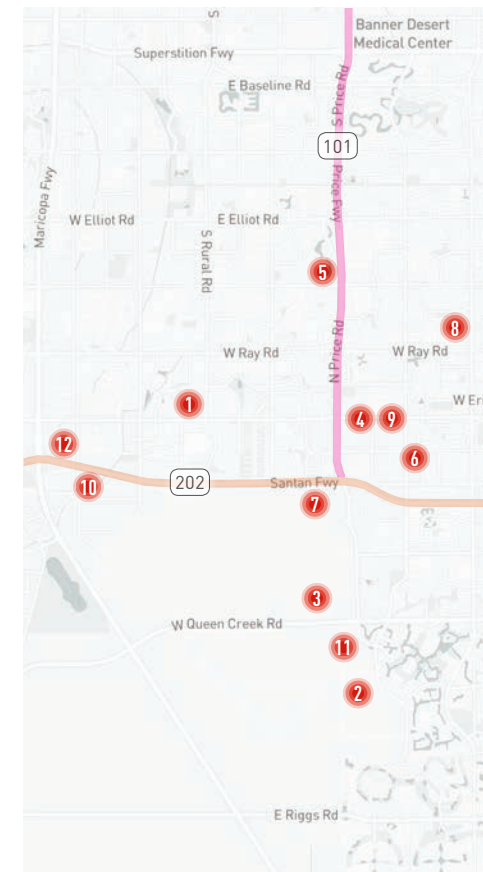 S
Banner Desert
Medical Center
Superstition Fwy
E Baseline Rd
S Price Rd
101
Price Fwy
Maricopa Fwy
W Elliot Rd
E Elliot Rd
S Rural Rd
5
8
N Price Rd
W Ray Rd
W Ray Rd
1
W Er
4
9
12
6
10
202
Santan Fwy
7
3
W Queen Creek Rd
11
2
E Riggs Rd